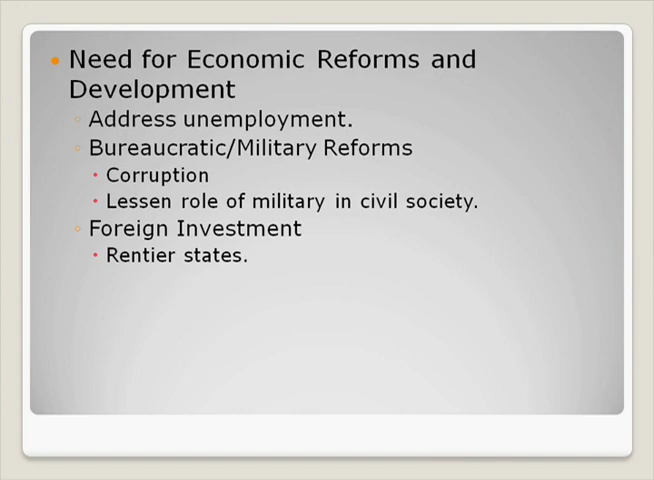 Need for Economic Reforms and
Development
Address unemployment.
Bureaucratic/Military Reforms
Corruption
Lessen role of military in civil society.
Foreign Investment
Rentier states.